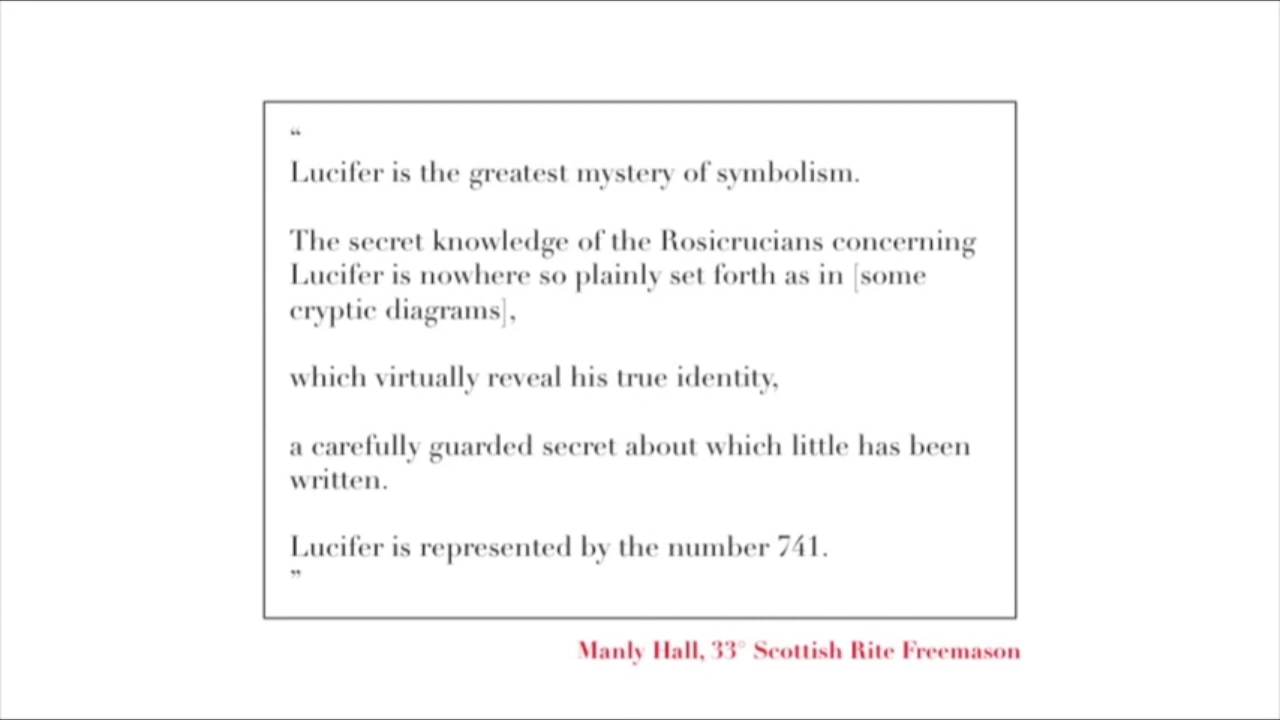 “
Lucifer is the greatest mystery of symbolism.
The secret knowledge of the Rosicrucians concerning
Lucifer is nowhere so plainly set forth as in [some
cryptic diagrams],
which virtually reveal his true identity,
a carefully guarded secret about which little has been
written.
Lucifer is represented by the number 741.
”
Manly Hall, 33° Scottish Rite Freemason